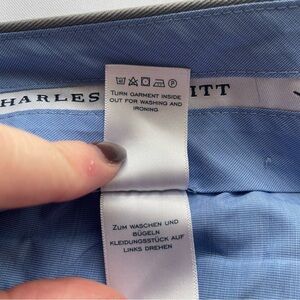 HARLES ITT
TURN GARMENT INSIDE
OUT FOR WASHING AND
IRONING
ZUM WASCHEN UND
BÜGELN
KLEIDUNGSSTÜCK AUF
LINKS DREHEN